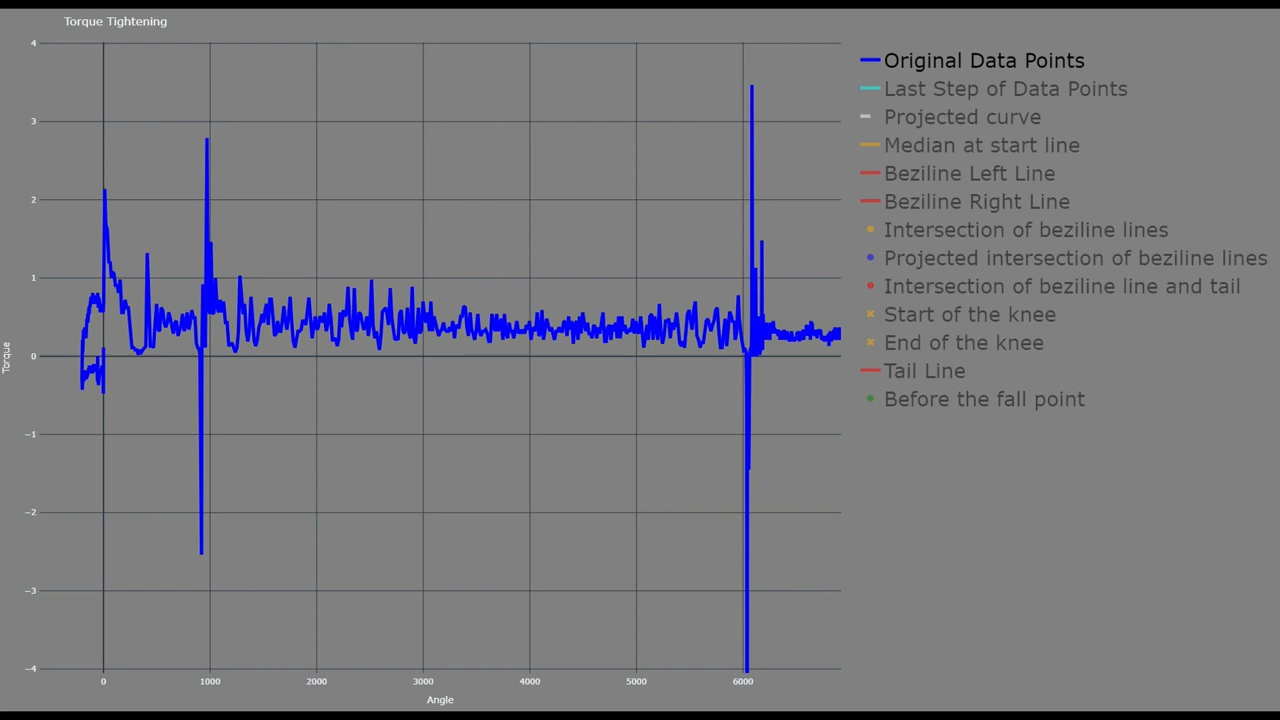 Torque Tightening
4
3
2
1
0
−1
−2
−3
−4
Torque
0
1000
2000
3000
4000
5000
6000
Angle
Original Data Points
Last Step of Data Points
Projected curve
Median at start line
Beziline Left Line
Beziline Right Line
Intersection of beziline lines
Projected intersection of beziline lines
Intersection of beziline line and tail
Start of the knee
End of the knee
Tail Line
Before the fall point